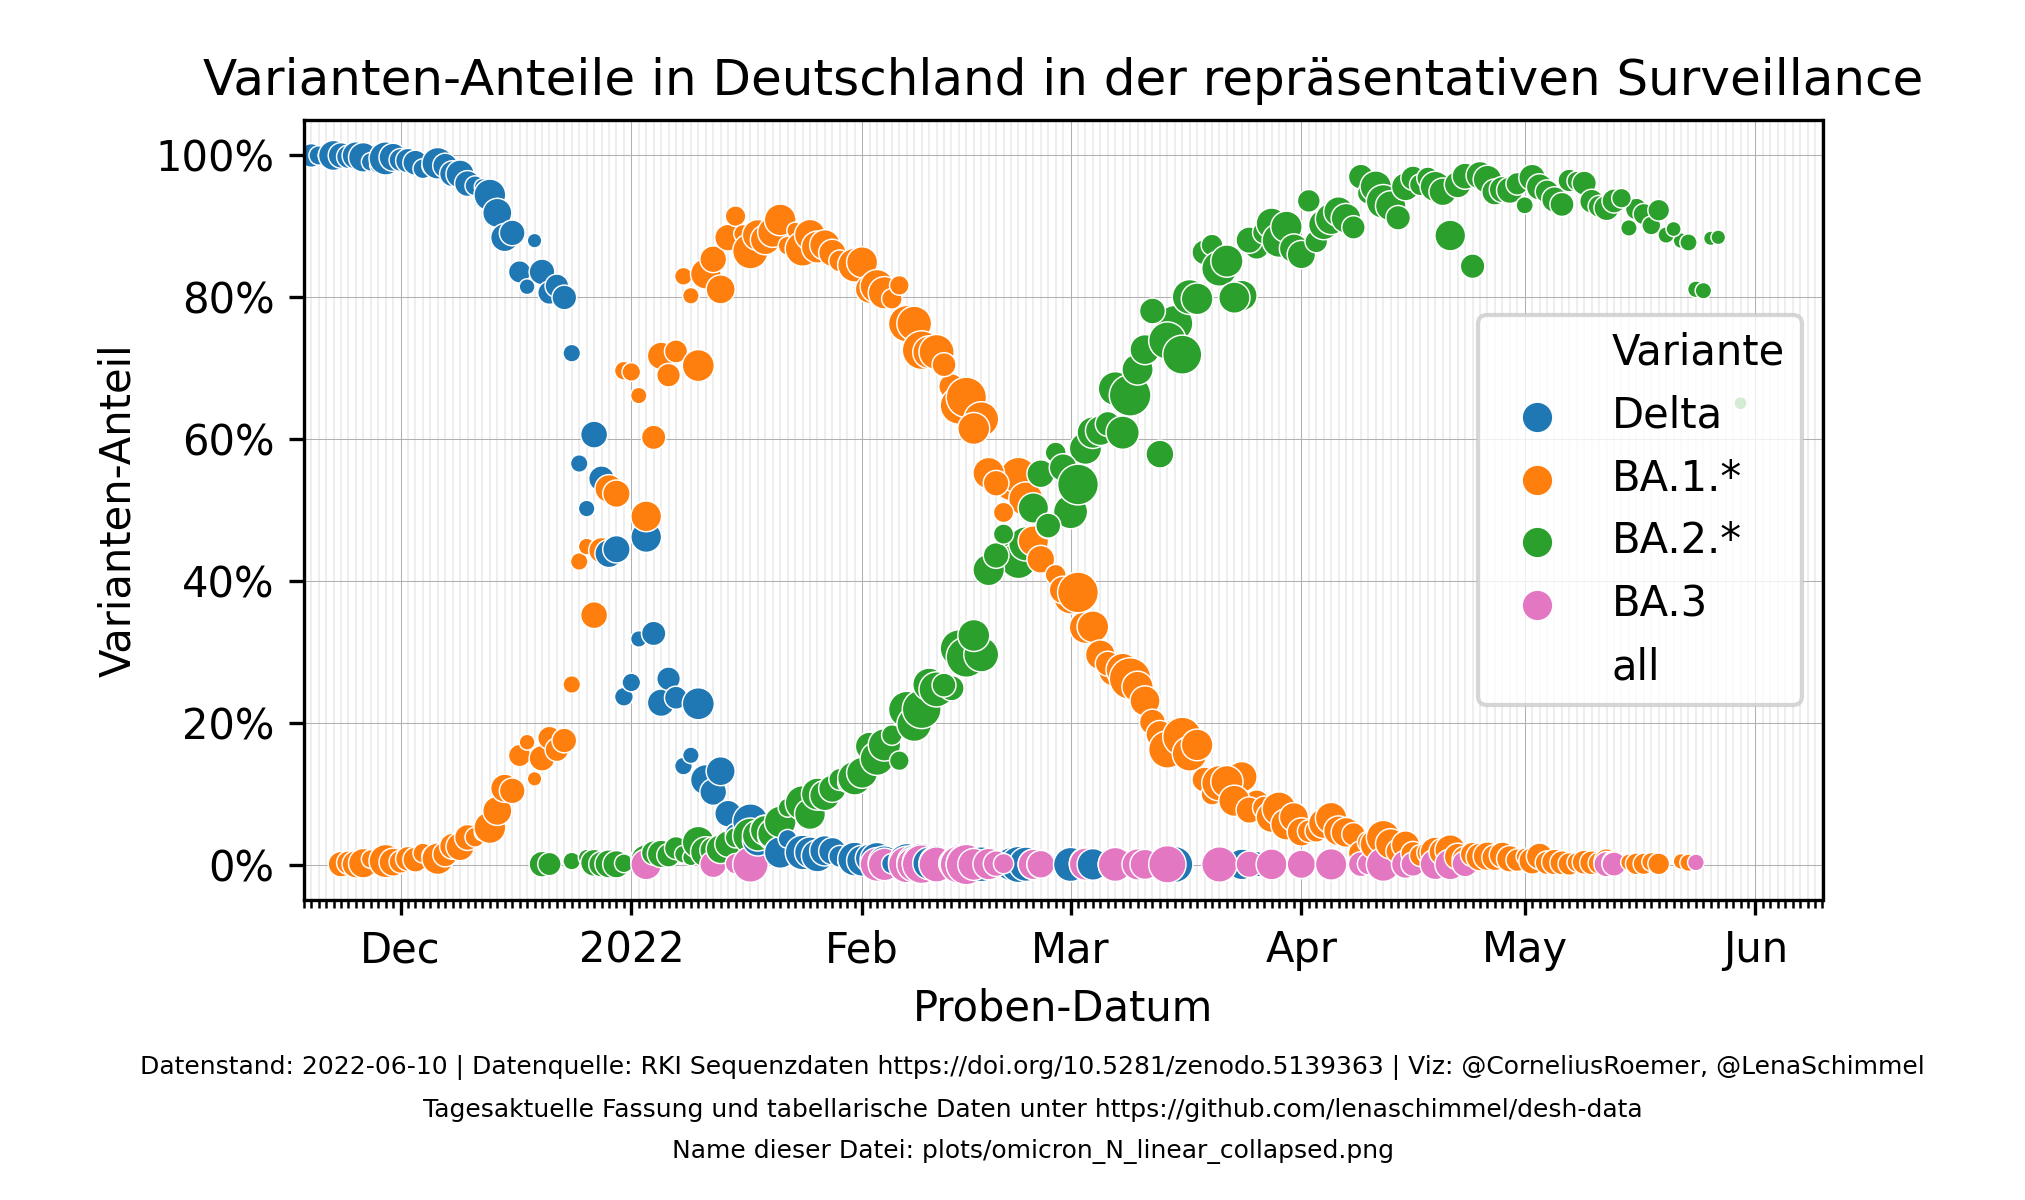 Varianten-Anteile in Deutschland in der repräsentativen Surveillance
Varianten-Anteil
100%
80%
60%
40%
20%
0%
Variante
Delta
BA.1.*
BA.2.*
BA.3
all
Dec 2022 Feb Mar Apr May Jun
Proben-Datum
Datenstand: 2022-06-10 | Datenquelle: RKI Sequenzdaten https://doi.org/10.5281/zenodo.5139363 | Viz: @CorneliusRoemer, @LenaSchimmel
Tagesaktuelle Fassung und tabellarische Daten unter https://github.com/lenaschimmel/desh-data
Name dieser Datei: plots/omicron_N_linear_collapsed.png